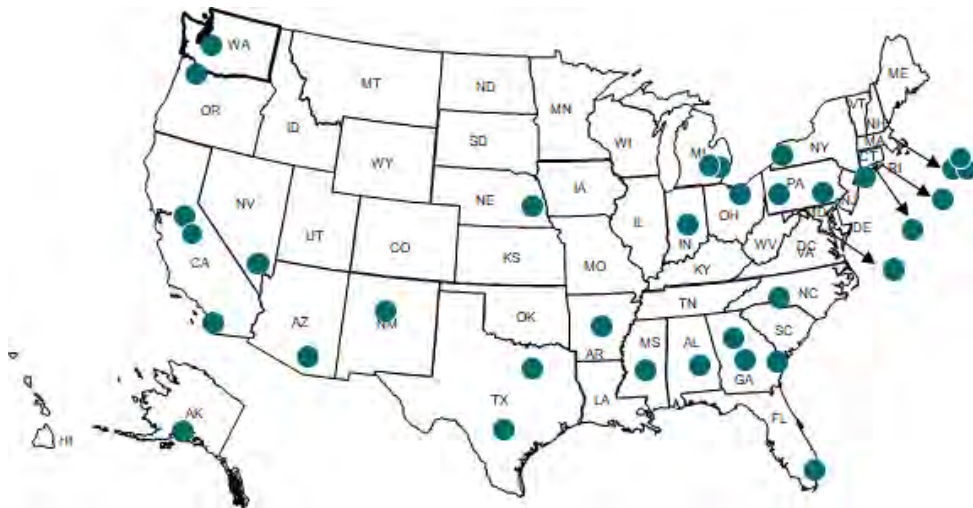 WA
MT
ND
MN
ME
VT
NH
OR
ID
SD
WI
MI
NY
MA
CT
RI
WY
NE
IA
PA
NJ
NV
UT
CO
IL
IN
OH
MD
DE
WV
DC
VA
CA
KS
MO
KY
AZ
NM
OK
TN
NC
AR
MS
AL
SC
GA
TX
LA
FL
AK
HI